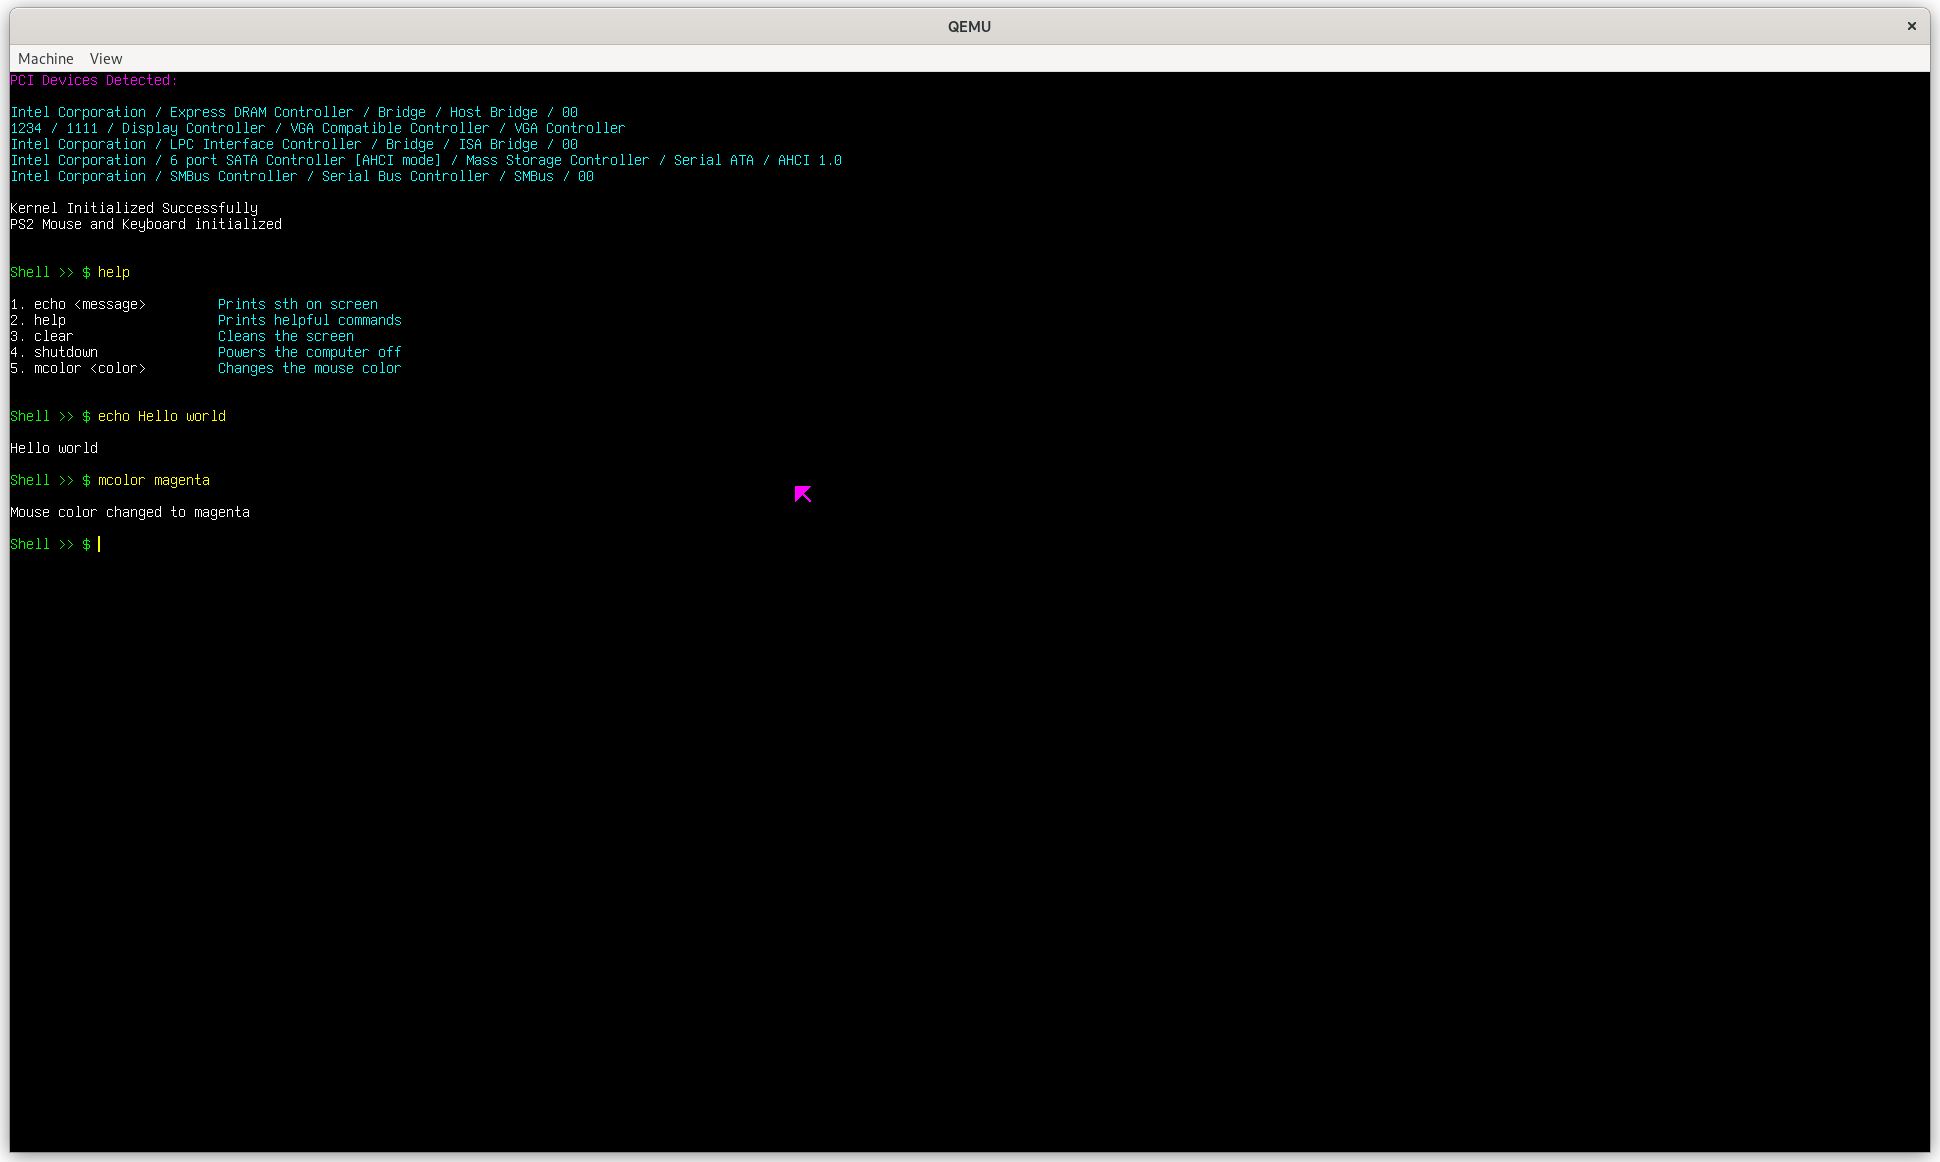 QEMU
Machine View
PCI Devices Detected:
Intel Corporation / Express DRAM Controller / Bridge / Host Bridge / 00
1234 / 1111 / Display Controller / VGA Compatible Controller / VGA Controller
Intel Corporation / LPC Interface Controller / Bridge / ISA Bridge / 00
Intel Corporation / 6 port SATA Controller [AHCI mode] / Mass Storage Controller / Serial ATA / AHCI 1.0
Intel Corporation / SMBus Controller / Serial Bus Controller / SMBus / 00
Kernel Initialized Successfully
PS2 Mouse and Keyboard initialized
Shell >> $ help
1. echo <message> Prints sth on screen
2. help Prints helpful commands
3. clear Cleans the screen
4. shutdown Powers the computer off
5. mcolor <color> Changes the mouse color
Shell >> $ echo Hello world
Hello world
Shell >> $ mcolor magenta
Mouse color changed to magenta
Shell >> $